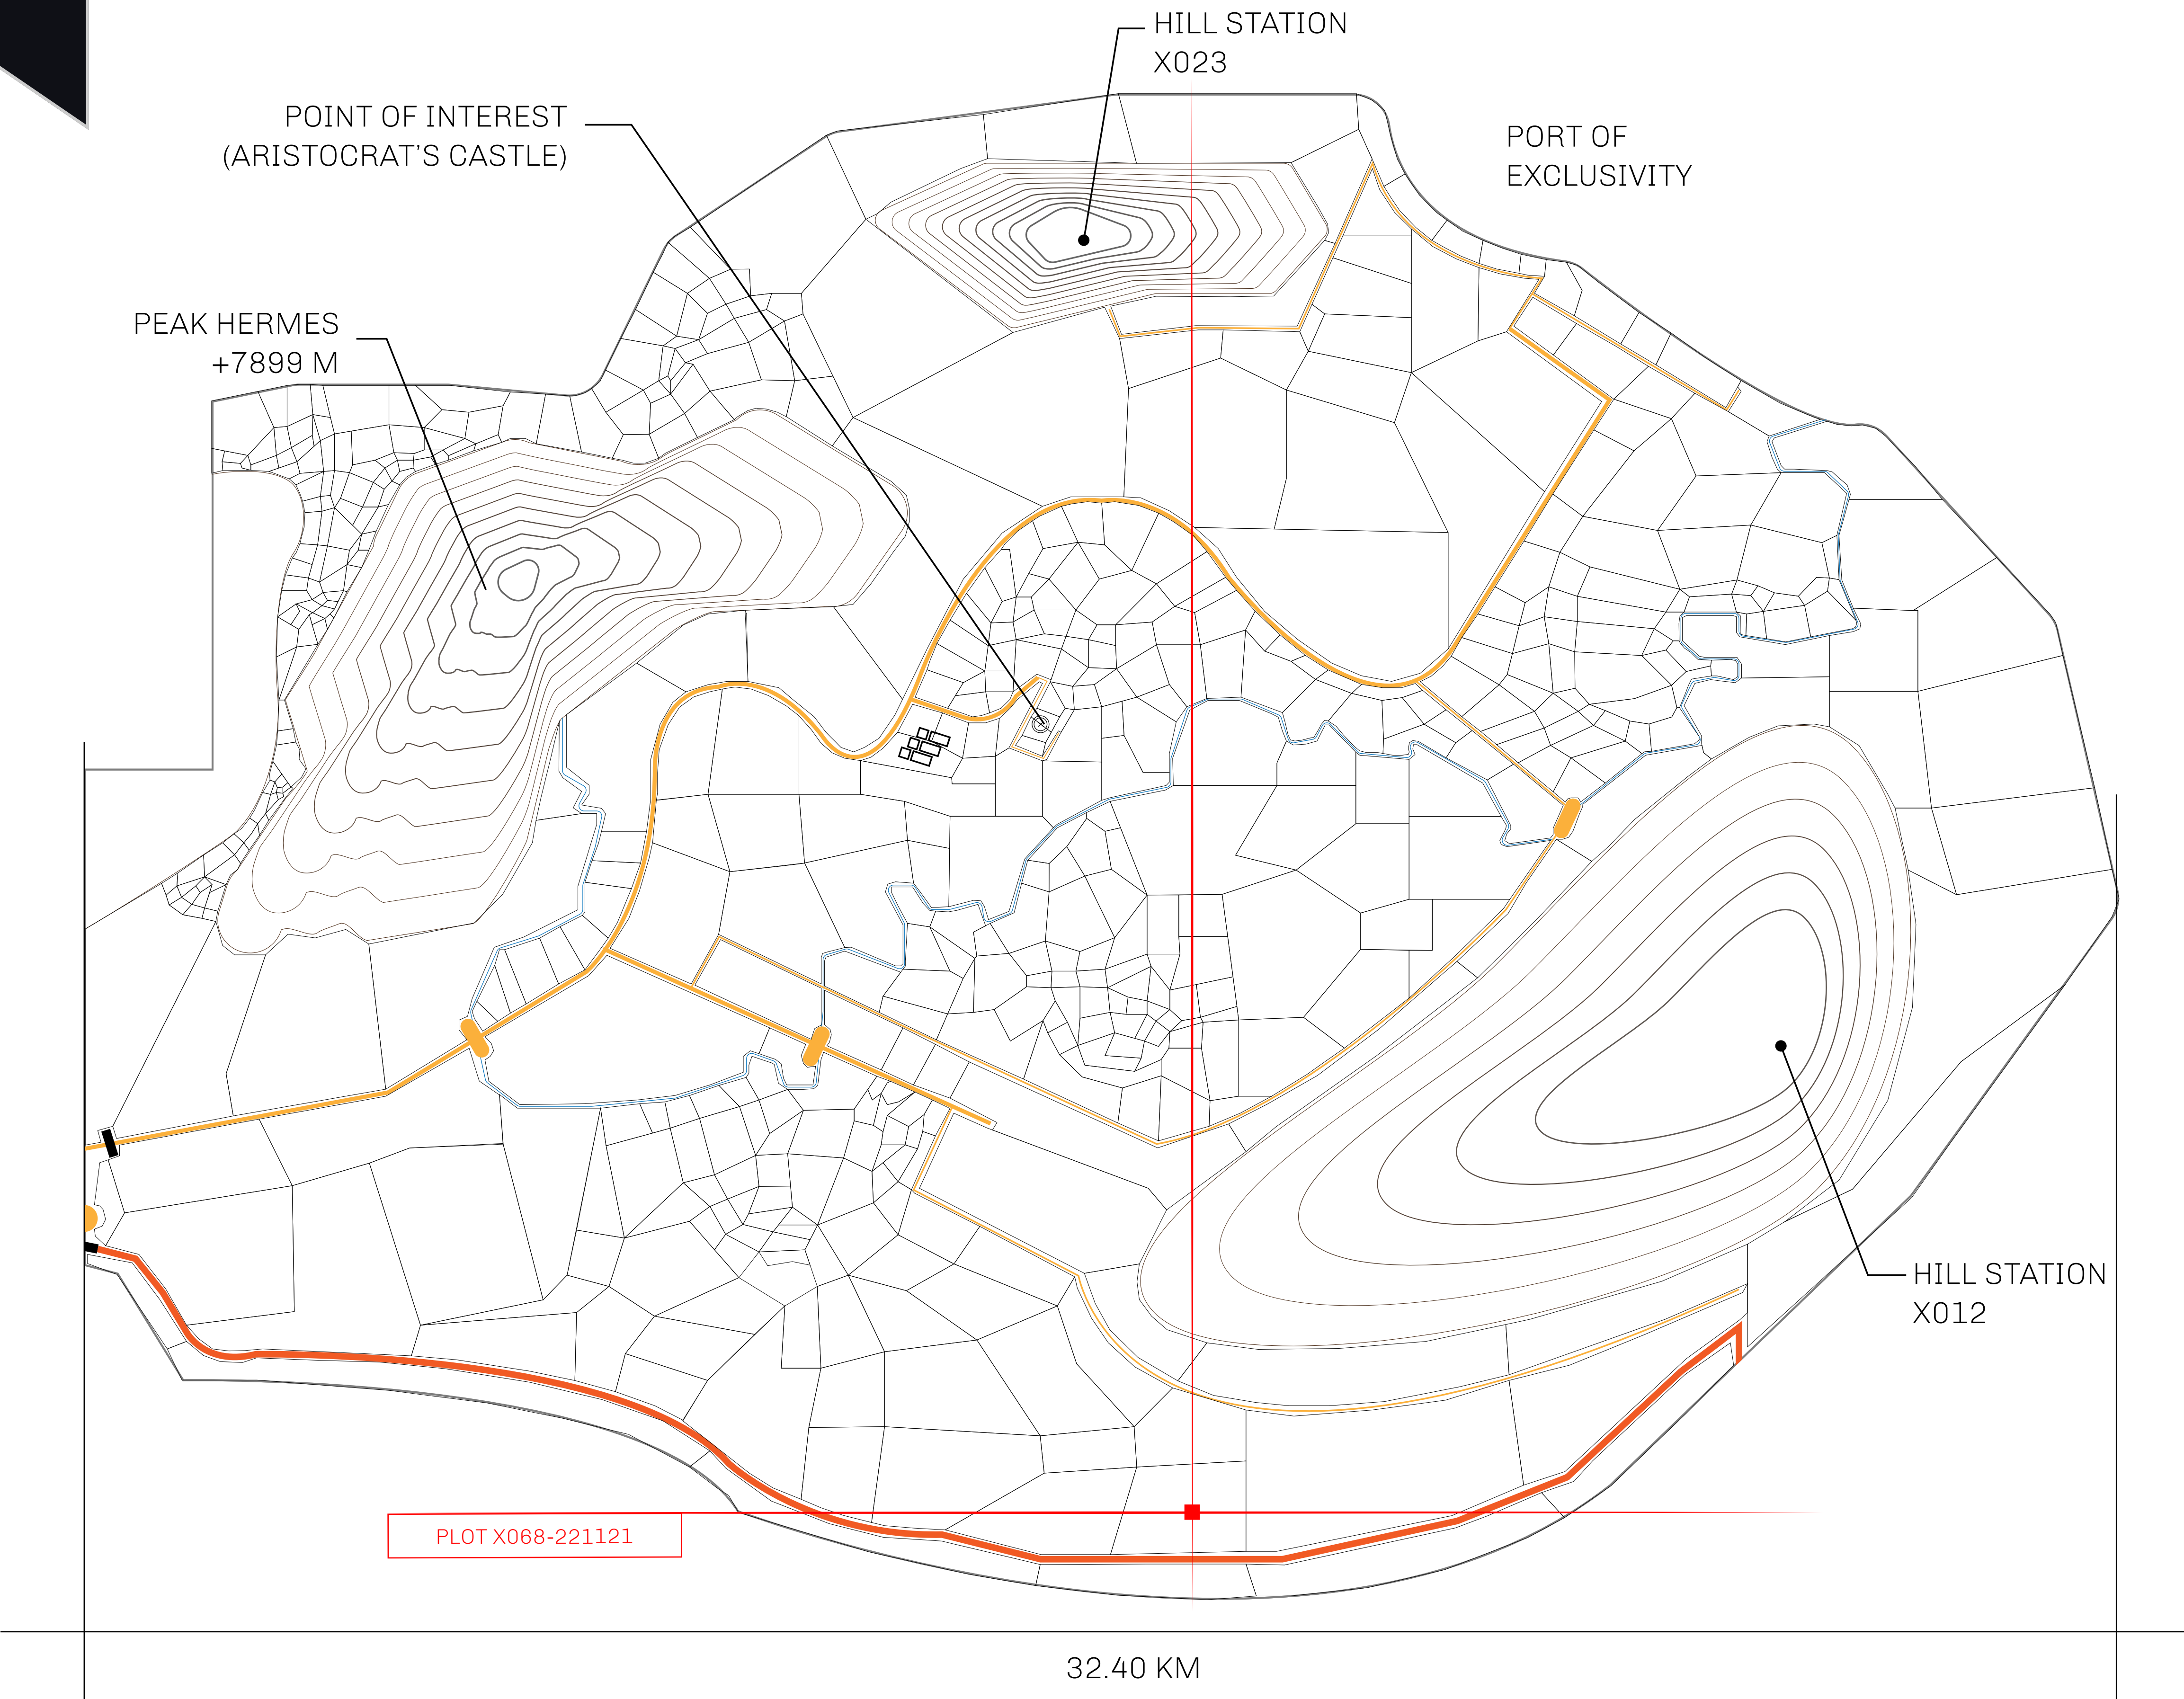 HILL STATION
X023
POINT OF INTEREST
(ARISTOCRAT'S CASTLE)
PORT OF
EXCLUSIVITY
PEAK HERMES
+7899 M
HILL STATION
X012
PLOT X068-221121
32.40 KM